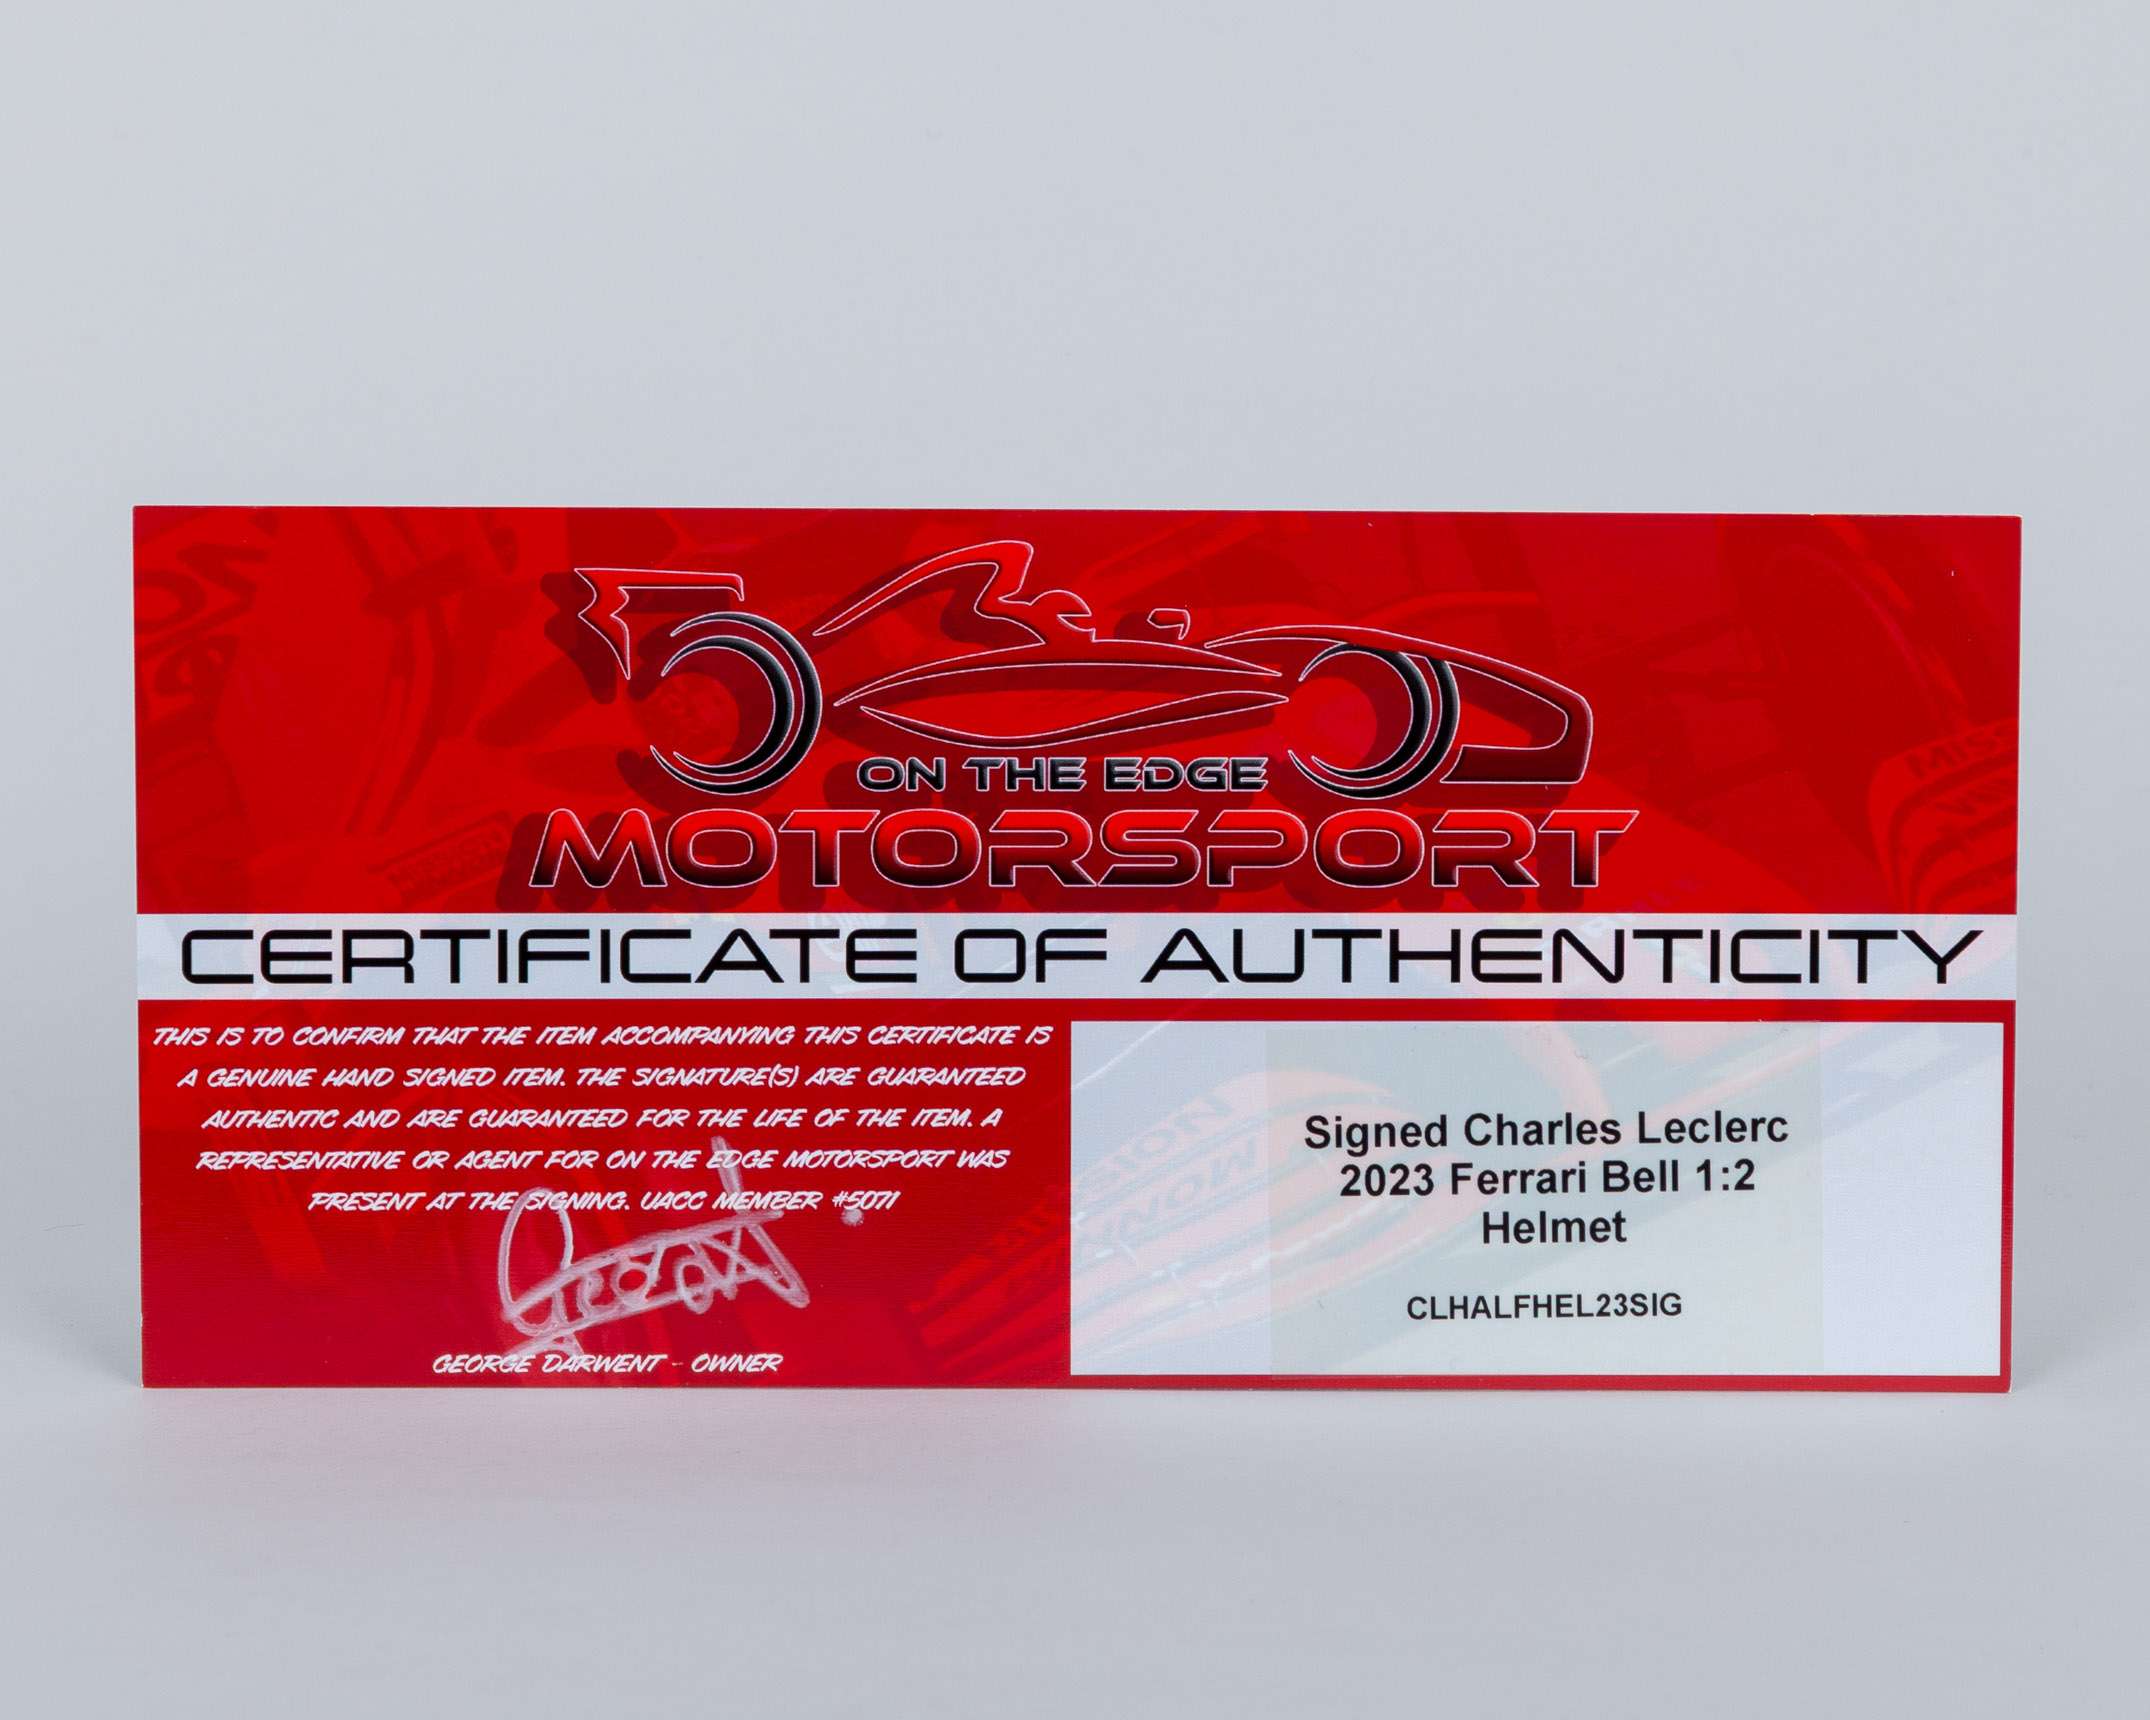 ON THE EDGE
MOTORSPORT
CERTIFICATE OF AUTHENTICITY
THIS IS TO CONFIRM THAT THE ITEM ACCOMPANYING THIS CERTIFICATE IS
A GENUINE HAND SIGNED ITEM. THE SIGNATURE(S) ARE GUARANTEED
AUTHENTIC AND ARE GUARANTEED FOR THE LIFE OF THE ITEM. A
REPRESENTATIVE OR AGENT FOR ON THE EDGE MOTORSPORT WAS
PRESENT AT THE SIGNING. UACC MEMBER #5071
GEORGE DARWENT - OWNER
Signed Charles Leclerc
2023 Ferrari Bell 1:2
Helmet
CLHALFHEL23SIG